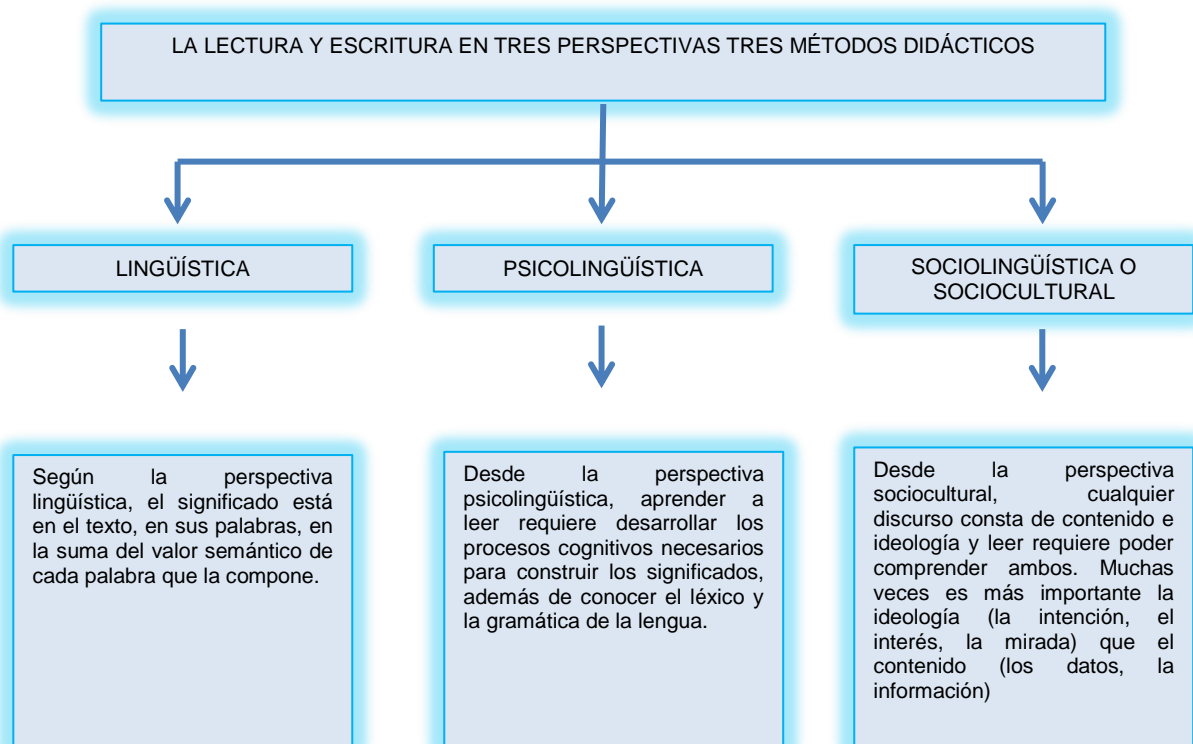 LA LECTURA Y ESCRITURA EN TRES PERSPECTIVAS TRES MÉTODOS DIDÁCTICOS
LINGÜÍSTICA
PSICOLINGÜÍSTICA
SOCIOLINGÜÍSTICA O
SOCIOCULTURAL
Según la perspectiva
lingüística, el significado está
en el texto, en sus palabras, en
la suma del valor semántico de
cada palabra que la compone.
Desde la perspectiva
psicolingüística, aprender a
leer requiere desarrollar los
procesos cognitivos necesarios
para construir los significados,
además de conocer el léxico y
la gramática de la lengua.
Desde la perspectiva
sociocultural, cualquier
discurso consta de contenido e
ideología y leer requiere poder
comprender ambos. Muchas
veces es más importante la
ideología (la intención, el
interés, la mirada) que el
contenido (los datos, la
información)